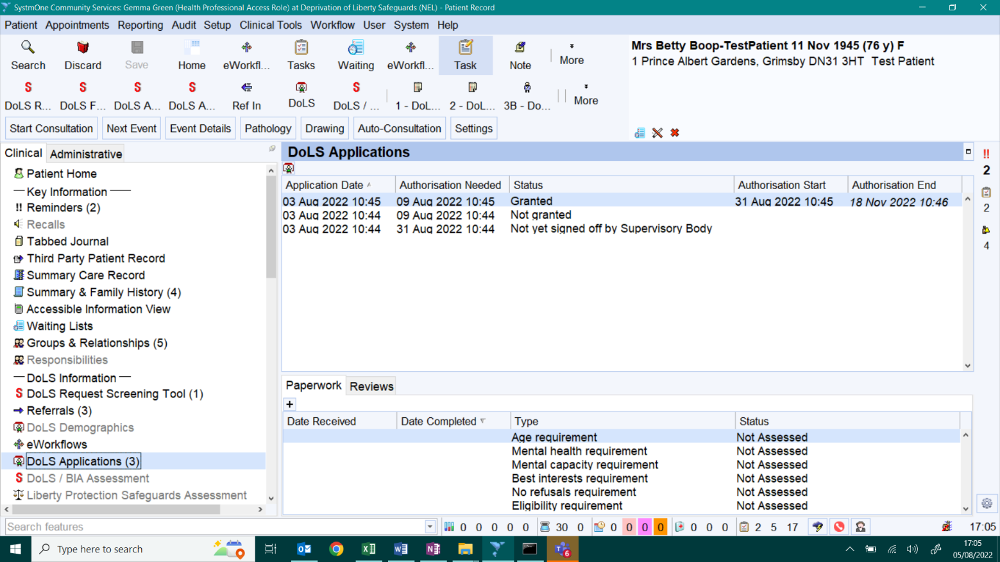 SystmOne Community Services: Gemma Green (Health Professional Access Role) at Deprivation of Liberty Safeguards (NEL) - Patient Record
Patient Appointments Reporting Audit Setup Clinical Tools Workflow User System Help
Search Discard Save Home eWorkfl... Tasks Waiting eWorkfl... Task Note More
DoLS R... DoLS F... DoLS A... DoLS A... Ref In DoLS DoLS / ... 1 - DoL... 2 - DoL... 3B - Do... More
Start Consultation Next Event Event Details Pathology Drawing Auto-Consultation Settings
Mrs Betty Boop-TestPatient 11 Nov 1945 (76 y) F
1 Prince Albert Gardens, Grimsby DN31 3HT Test Patient
Clinical Administrative
Patient Home
Key Information
!! Reminders (2)
Recalls
Tabbed Journal
Third Party Patient Record
Summary Care Record
Summary & Family History (4)
Accessible Information View
Waiting Lists
Groups & Relationships (5)
Responsibilities
DoLS Information
S DoLS Request Screening Tool (1)
Referrals (3)
DoLS Demographics
eWorkflows
DoLS Applications (3)
S DoLS / BIA Assessment
Liberty Protection Safeguards Assessment
DoLS Applications
Application Date Authorisation Needed Status Authorisation Start Authorisation End
03 Aug 2022 10:45 09 Aug 2022 10:45 Granted 31 Aug 2022 10:45 18 Nov 2022 10:46
03 Aug 2022 10:44 09 Aug 2022 10:44 Not granted
03 Aug 2022 10:44 31 Aug 2022 10:44 Not yet signed off by Supervisory Body
!!
2
2
4
Paperwork Reviews
+
Date Received Date Completed Type Status
Age requirement Not Assessed
Mental health requirement Not Assessed
Mental capacity requirement Not Assessed
Best interests requirement Not Assessed
No refusals requirement Not Assessed
Eligibility requirement Not Assessed
Search features
0 0 0 0 0 30 0 0 0 0 0 0 0 0 2 5 17 17:05
Type here to search
6
17:05
05/08/2022